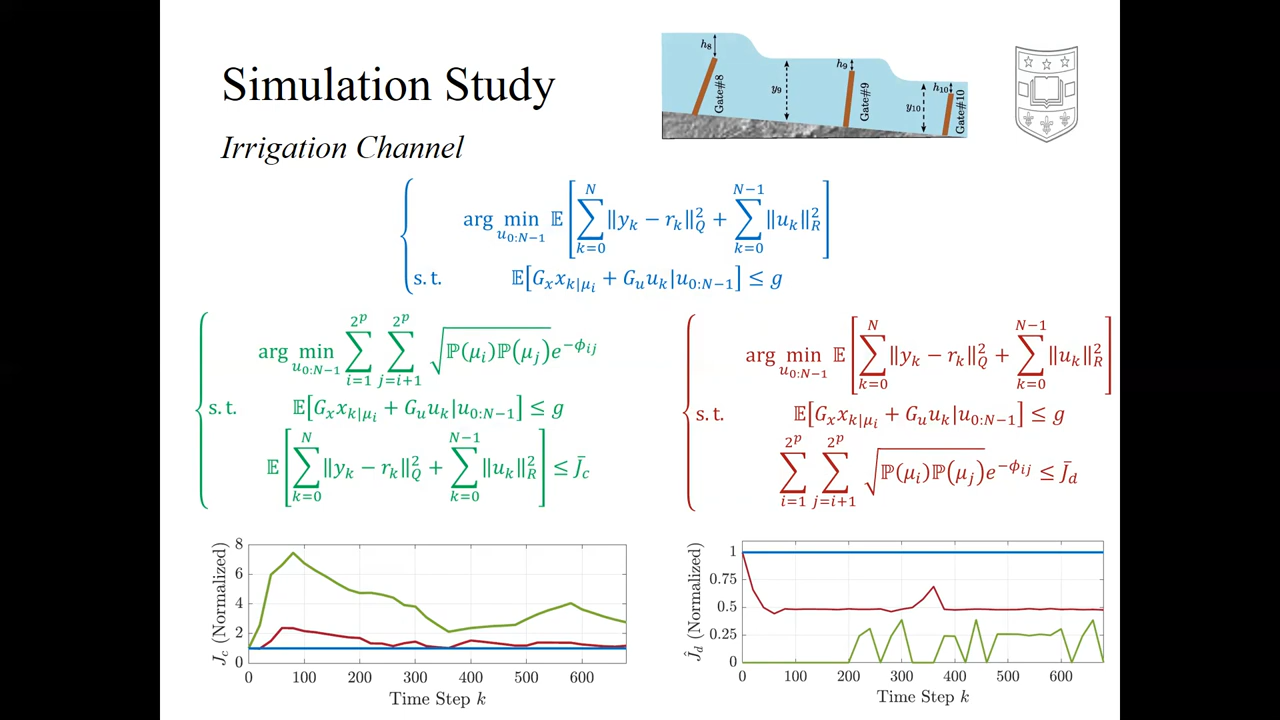 Simulation Study
Irrigation Channel
h₈
Gate#8
y₉
h₉
Gate#9
y₁₀
h₁₀
Gate#10
arg min_{u_{0:N−1}} 𝔼[∑_{k=0}^{N} ‖y_k − r_k‖²_Q + ∑_{k=0}^{N−1} ‖u_k‖²_R]
s.t. 𝔼[G_x x_{k|μ_i} + G_u u_k|u_{0:N−1}] ≤ g
arg min_{u_{0:N−1}} ∑_{i=1}^{2^p} ∑_{j=i+1}^{2^p} √(ℙ(μ_i)ℙ(μ_j)) e^{−ϕ_{ij}}
s.t. 𝔼[G_x x_{k|μ_i} + G_u u_k|u_{0:N−1}] ≤ g
𝔼[∑_{k=0}^{N} ‖y_k − r_k‖²_Q + ∑_{k=0}^{N−1} ‖u_k‖²_R] ≤ J̄_c
arg min_{u_{0:N−1}} 𝔼[∑_{k=0}^{N} ‖y_k − r_k‖²_Q + ∑_{k=0}^{N−1} ‖u_k‖²_R]
s.t. 𝔼[G_x x_{k|μ_i} + G_u u_k|u_{0:N−1}] ≤ g
∑_{i=1}^{2^p} ∑_{j=i+1}^{2^p} √(ℙ(μ_i)ℙ(μ_j)) e^{−ϕ_{ij}} ≤ J̄_d
J_c (Normalized)
8
6
4
2
0
0 100 200 300 400 500 600
Time Step k
Ĵ_d (Normalized)
1
0.75
0.5
0.25
0
0 100 200 300 400 500 600
Time Step k